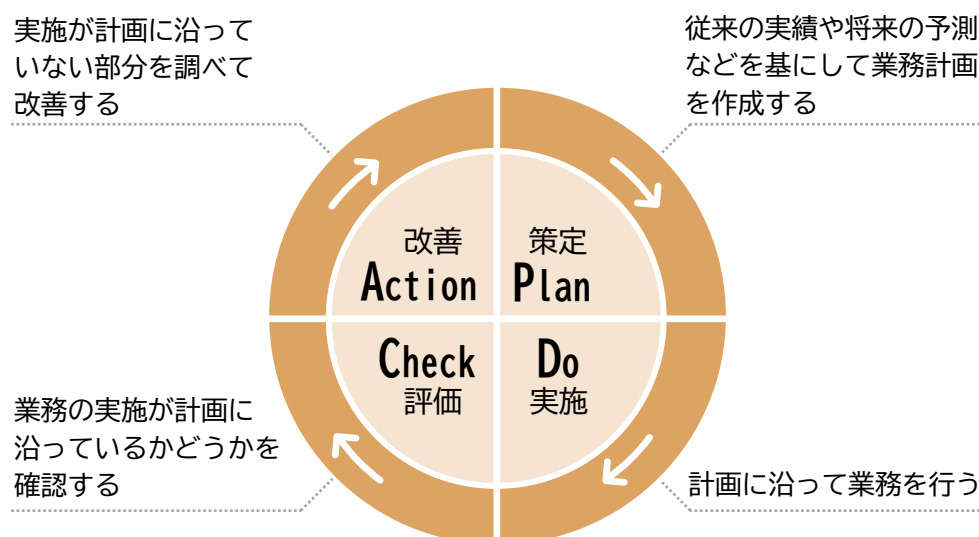 実施が計画に沿って
いない部分を調べて
改善する
従来の実績や将来の予測
などを基にして業務計画
を作成する
改善
Action
策定
Plan
Check
評価
Do
実施
業務の実施が計画に
沿っているかどうかを
確認する
計画に沿って業務を行う